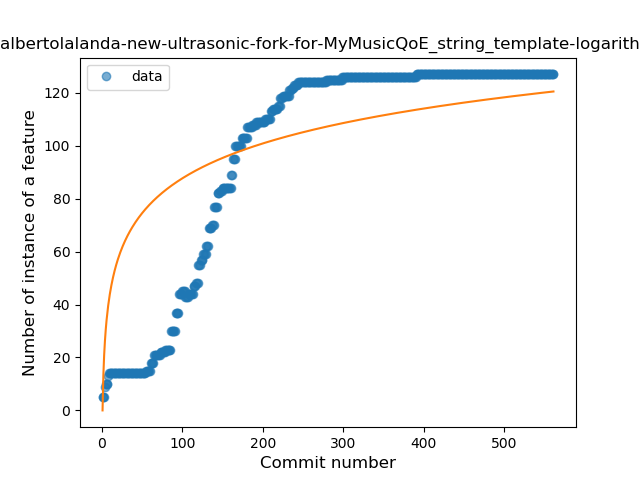 albertolalanda-new-ultrasonic-fork-for-MyMusicQoE_string_template-logarith
data
Number of instance of a feature
120
100
80
60
40
20
0
0 100 200 300 400 500
Commit number